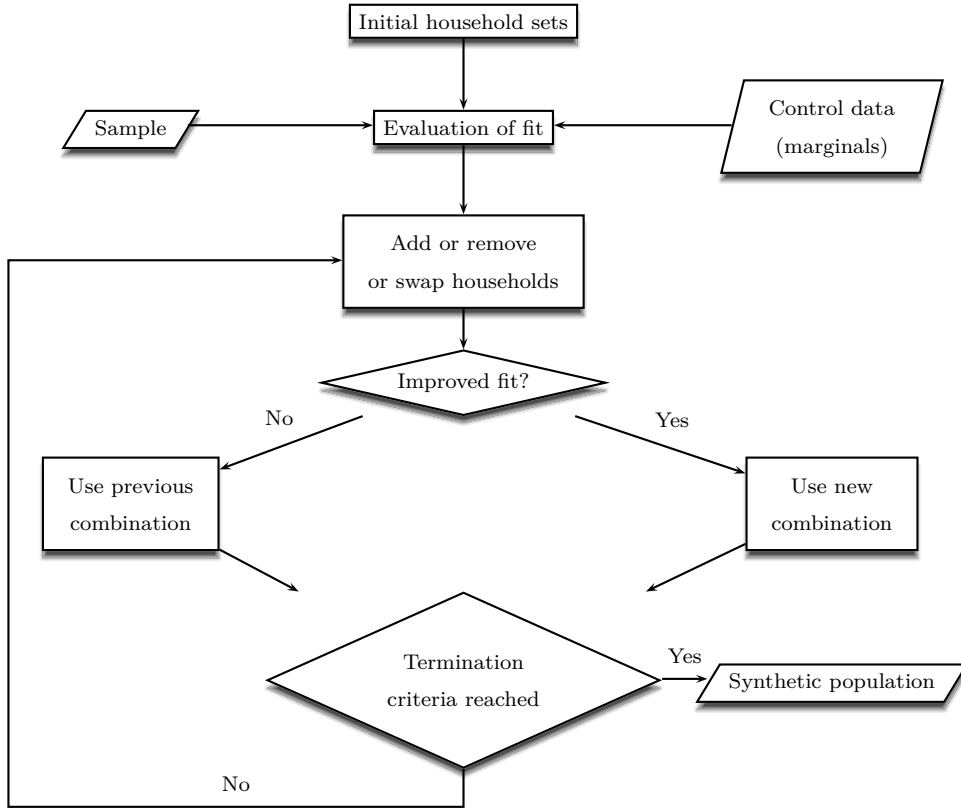 Initial household sets
Sample
Evaluation of fit
Control data
(marginals)
Add or remove
or swap households
Improved fit?
No
Yes
Use previous
combination
Use new
combination
Termination
criteria reached
Yes
Synthetic population
No